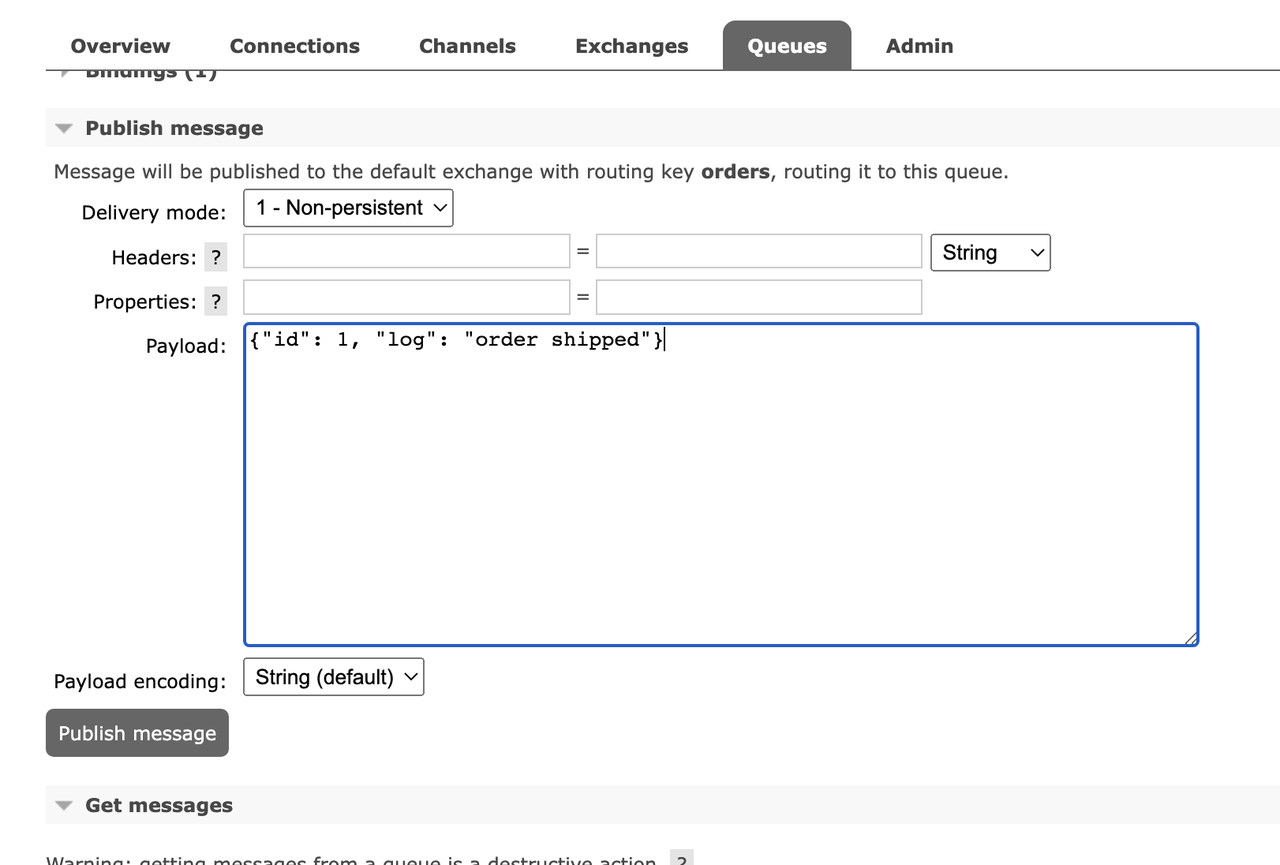 Overview Connections Channels Exchanges Queues Admin
Bindings (1)
Publish message
Message will be published to the default exchange with routing key orders, routing it to this queue.
Delivery mode: 1 - Non-persistent
Headers: ? = String
Properties: ? =
Payload: {"id": 1, "log": "order shipped"}
Payload encoding: String (default)
Publish message
Get messages
Warning: getting messages from a queue is a destructive action. ?